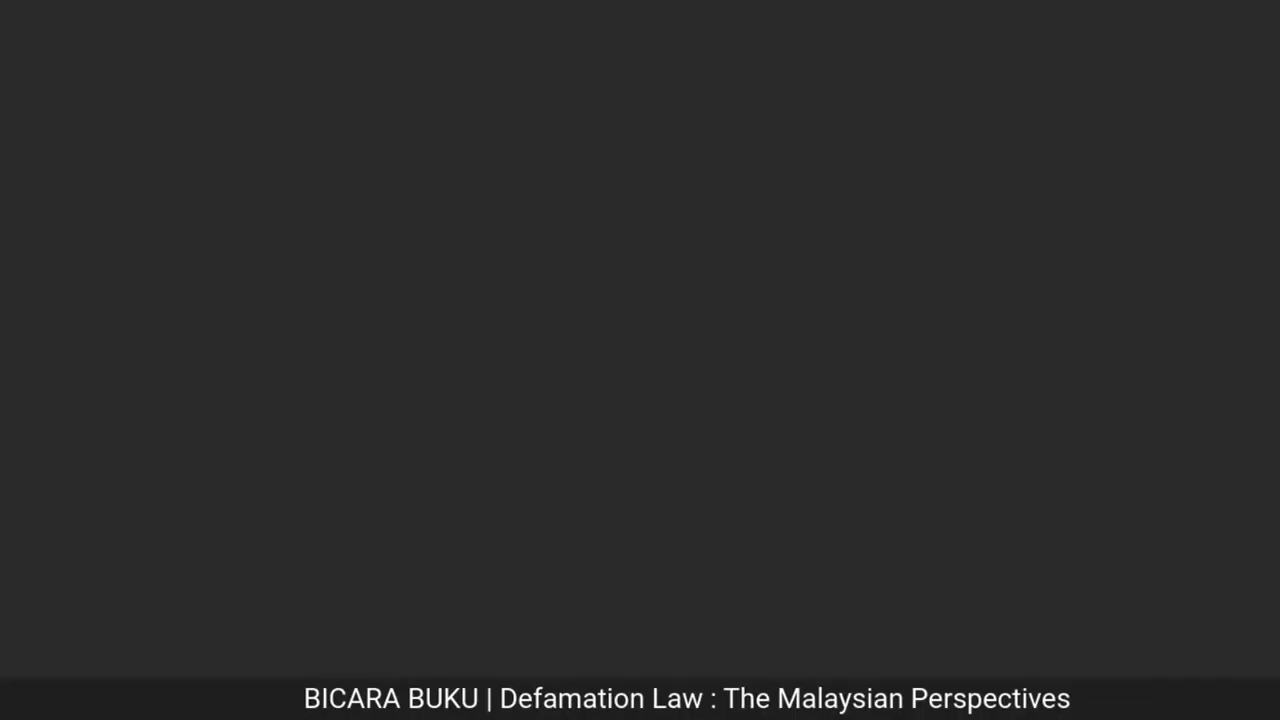 BICARA BUKU | Defamation Law : The Malaysian Perspectives